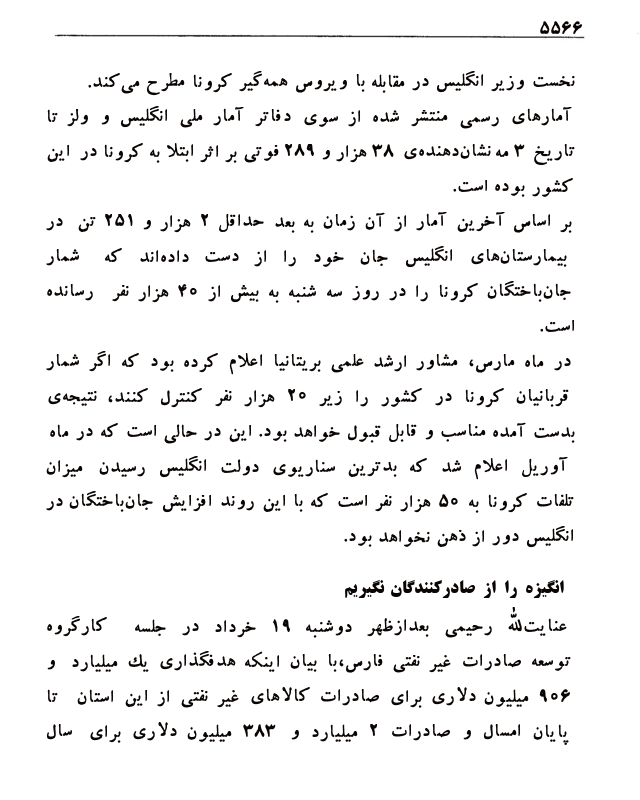 ۵۵۶۶
نخست وزیر انگلیس در مقابله با ویروس همه‌گیر کرونا مطرح می‌کند.
آمارهای رسمی منتشر شده از سوی دفاتر آمار ملی انگلیس و ولز تا
تاریخ ۳ مه نشان‌دهنده‌ی ۳۸ هزار و ۲۸۹ فوتی بر اثر ابتلا به کرونا در این
کشور بوده است.
بر اساس آخرین آمار از آن زمان به بعد حداقل ۲ هزار و ۲۵۱ تن در
بیمارستان‌های انگلیس جان خود را از دست داده‌اند که شمار
جان‌باختگان کرونا را در روز سه شنبه به بیش از ۴۰ هزار نفر رسانده
است.
در ماه مارس، مشاور ارشد علمی بریتانیا اعلام کرده بود که اگر شمار
قربانیان کرونا در کشور را زیر ۲۰ هزار نفر کنترل کنند، نتیجه‌ی
بدست آمده مناسب و قابل قبول خواهد بود. این در حالی است که در ماه
آوریل اعلام شد که بدترین سناریوی دولت انگلیس رسیدن میزان
تلفات کرونا به ۵۰ هزار نفر است که با این روند افزایش جان‌باختگان در
انگلیس دور از ذهن نخواهد بود.
انگیزه را از صادرکنندگان نگیریم
عنایت‌الله رحیمی بعدازظهر دوشنبه ۱۹ خرداد در جلسه کارگروه
توسعه صادرات غیر نفتی فارس،با بیان اینکه هدفگذاری یك میلیارد و
۹۰۶ میلیون دلاری برای صادرات کالاهای غیر نفتی از این استان تا
پایان امسال و صادرات ۲ میلیارد و ۳۸۳ میلیون دلاری برای سال